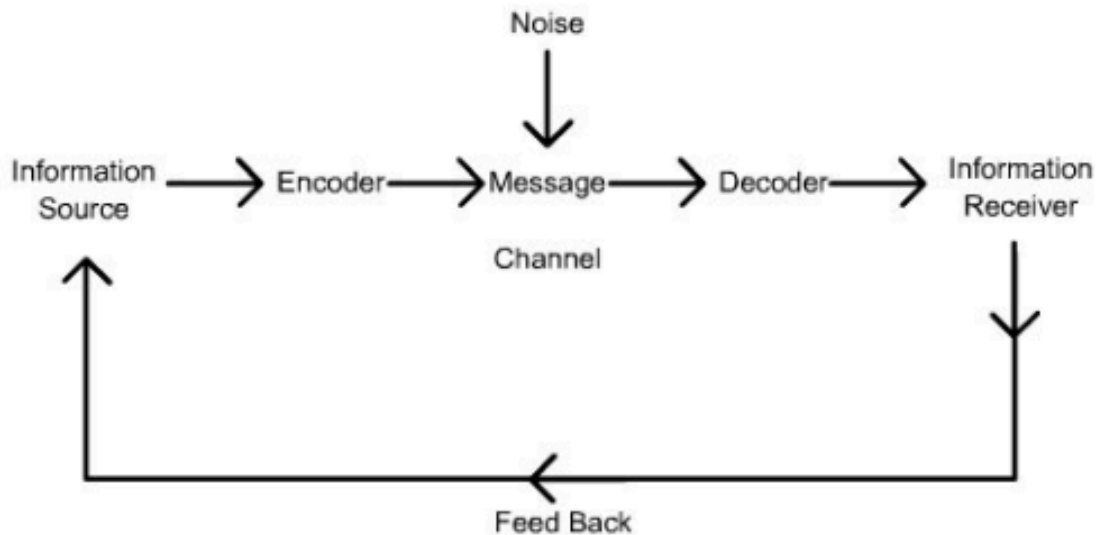 Noise
Information
Source
Encoder
Message
Decoder
Information
Receiver
Channel
Feed Back